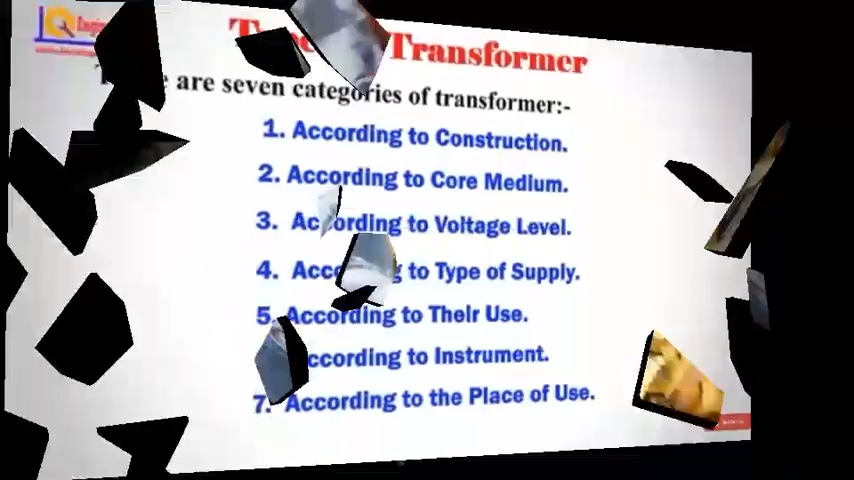 Transformer
are seven categories of transformer:-
1. According to Construction.
2. According to Core Medium.
3. According to Voltage Level.
4. to Type of Supply.
5. According to Their Use.
According to Instrument.
7. According to the Place of Use.